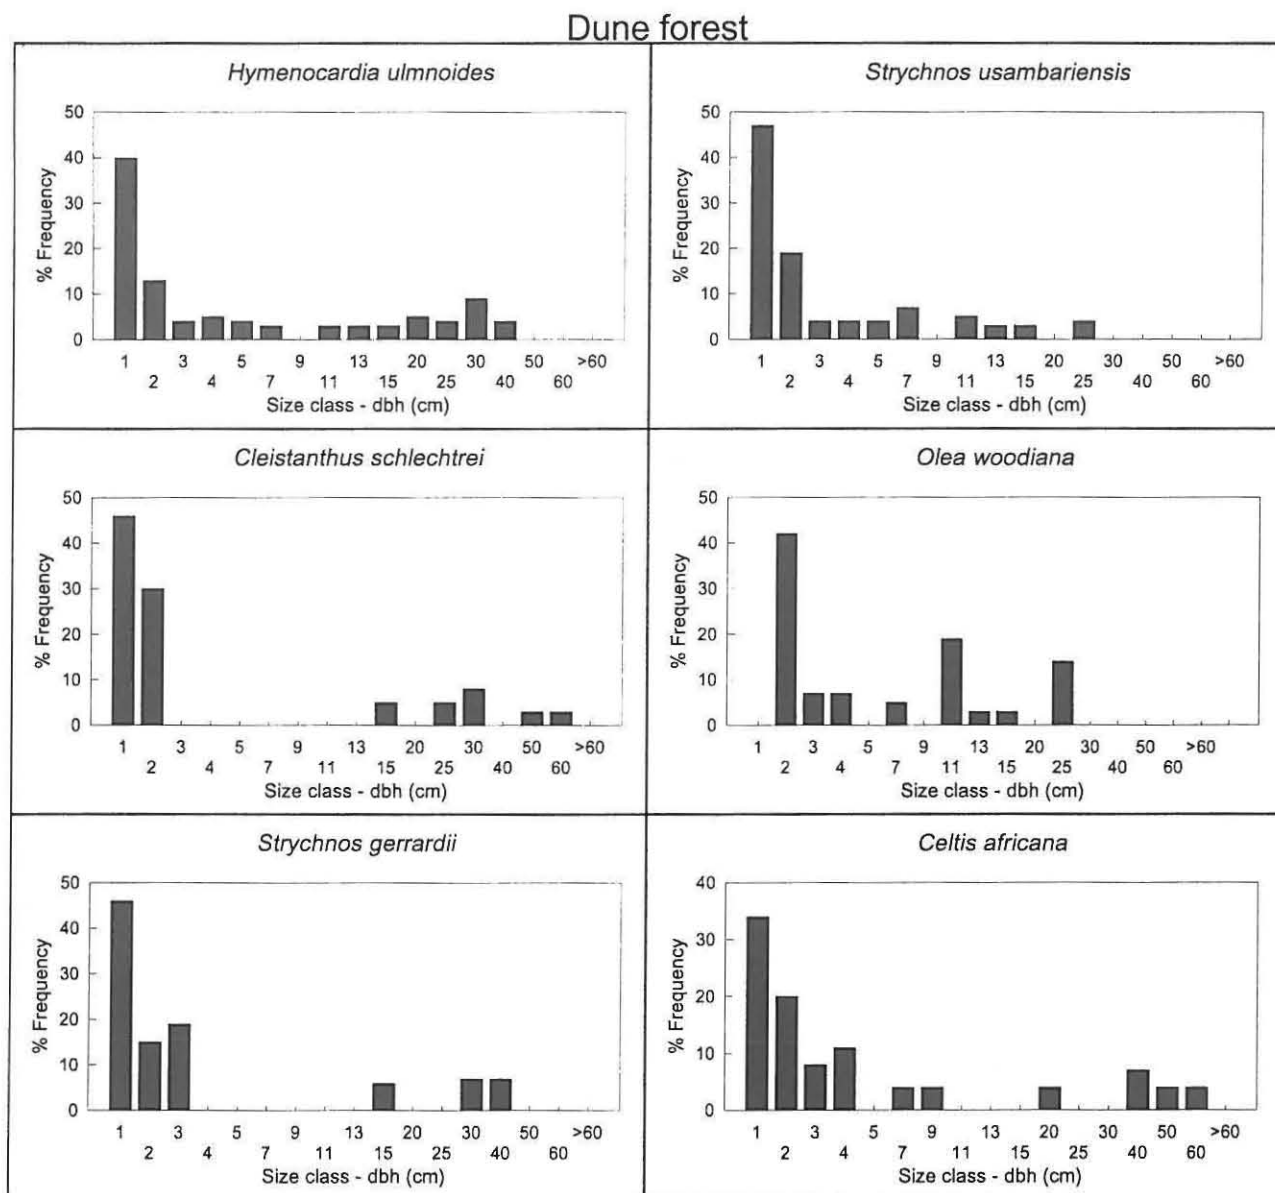 Dune forest
Hymenocardia ulmnoides
50
40
30
20
10
0
% Frequency
1 3 5 9 13 20 30 50 >60
2 4 7 11 15 25 40 60
Size class - dbh (cm)
Strychnos usambariensis
50
40
30
20
10
0
% Frequency
1 3 5 9 13 20 30 50 >60
2 4 7 11 15 25 40 60
Size class - dbh (cm)
Cleistanthus schlechtrei
50
40
30
20
10
0
% Frequency
1 3 5 9 13 20 30 50 >60
2 4 7 11 15 25 40 60
Size class - dbh (cm)
Olea woodiana
50
40
30
20
10
0
% Frequency
1 3 5 9 13 20 30 50 >60
2 4 7 11 15 25 40 60
Size class - dbh (cm)
Strychnos gerrardii
50
40
30
20
10
0
% Frequency
1 3 5 9 13 20 30 50 >60
2 4 7 11 15 25 40 60
Size class - dbh (cm)
Celtis africana
40
30
20
10
0
% Frequency
1 3 5 9 13 20 30 50 >60
2 4 7 11 15 25 40 60
Size class - dbh (cm)